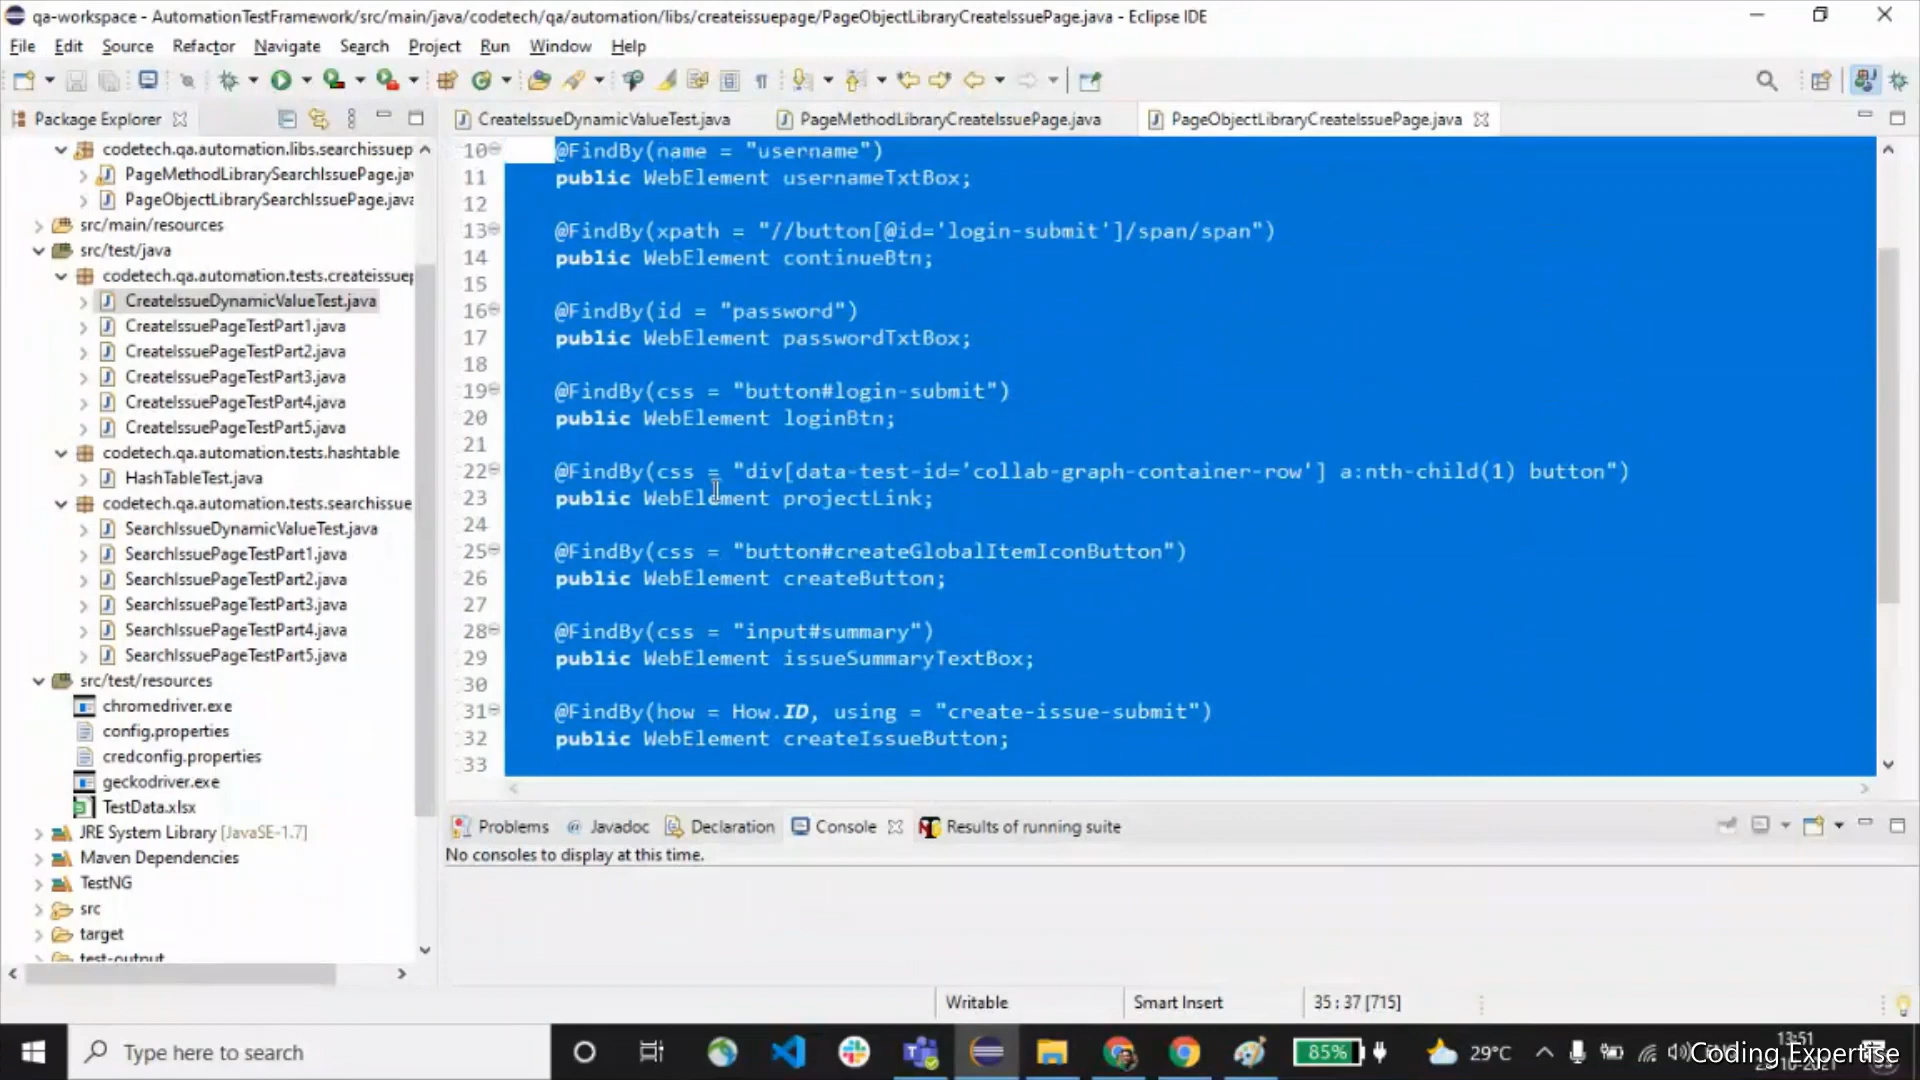 qa-workspace - AutomationTestFramework/src/main/java/codetech/qa/automation/libs/createissuepage/PageObjectLibraryCreateIssuePage.java - Eclipse IDE
File Edit Source Refactor Navigate Search Project Run Window Help
Package Explorer
CreateIssueDynamicValueTest.java
PageMethodLibraryCreateIssuePage.java
PageObjectLibraryCreateIssuePage.java
codetech.qa.automation.libs.searchissuep
PageMethodLibrarySearchIssuePage.jav
PageObjectLibrarySearchIssuePage.java
src/main/resources
src/test/java
codetech.qa.automation.tests.createissuep
CreateIssueDynamicValueTest.java
CreateIssuePageTestPart1.java
CreateIssuePageTestPart2.java
CreateIssuePageTestPart3.java
CreateIssuePageTestPart4.java
CreateIssuePageTestPart5.java
codetech.qa.automation.tests.hashtable
HashTableTest.java
codetech.qa.automation.tests.searchissue
SearchIssueDynamicValueTest.java
SearchIssuePageTestPart1.java
SearchIssuePageTestPart2.java
SearchIssuePageTestPart3.java
SearchIssuePageTestPart4.java
SearchIssuePageTestPart5.java
src/test/resources
chromedriver.exe
config.properties
credconfig.properties
geckodriver.exe
TestData.xlsx
JRE System Library [JavaSE-1.7]
Maven Dependencies
TestNG
src
target
test-output
10 @FindBy(name = "username")
11 public WebElement usernameTxtBox;
12
13 @FindBy(xpath = "//button[@id='login-submit']/span/span")
14 public WebElement continueBtn;
15
16 @FindBy(id = "password")
17 public WebElement passwordTxtBox;
18
19 @FindBy(css = "button#login-submit")
20 public WebElement loginBtn;
21
22 @FindBy(css = "div[data-test-id='collab-graph-container-row'] a:nth-child(1) button")
23 public WebElement projectLink;
24
25 @FindBy(css = "button#createGlobalItemIconButton")
26 public WebElement createButton;
27
28 @FindBy(css = "input#summary")
29 public WebElement issueSummaryTextBox;
30
31 @FindBy(how = How.ID, using = "create-issue-submit")
32 public WebElement createIssueButton;
33
Problems Javadoc Declaration Console Results of running suite
No consoles to display at this time.
Writable Smart Insert 35 : 37 [715]
Type here to search
85%
29°C
13:51
Coding Expertise